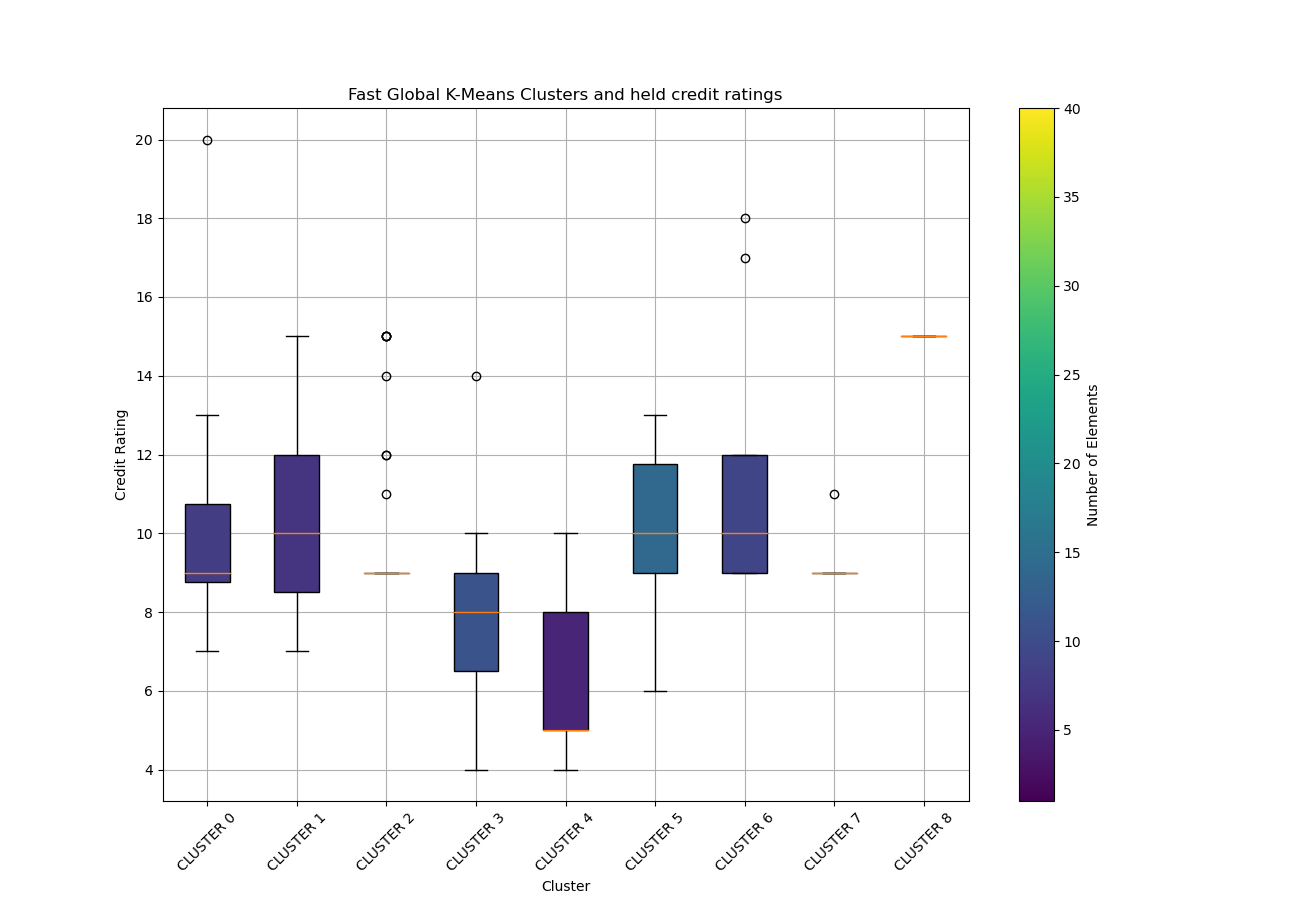 Fast Global K-Means Clusters and held credit ratings
20
18
16
14
12
10
8
6
4
Credit Rating
CLUSTER 0
CLUSTER 1
CLUSTER 2
CLUSTER 3
CLUSTER 4
CLUSTER 5
CLUSTER 6
CLUSTER 7
CLUSTER 8
Cluster
40
35
30
25
20
15
10
5
Number of Elements